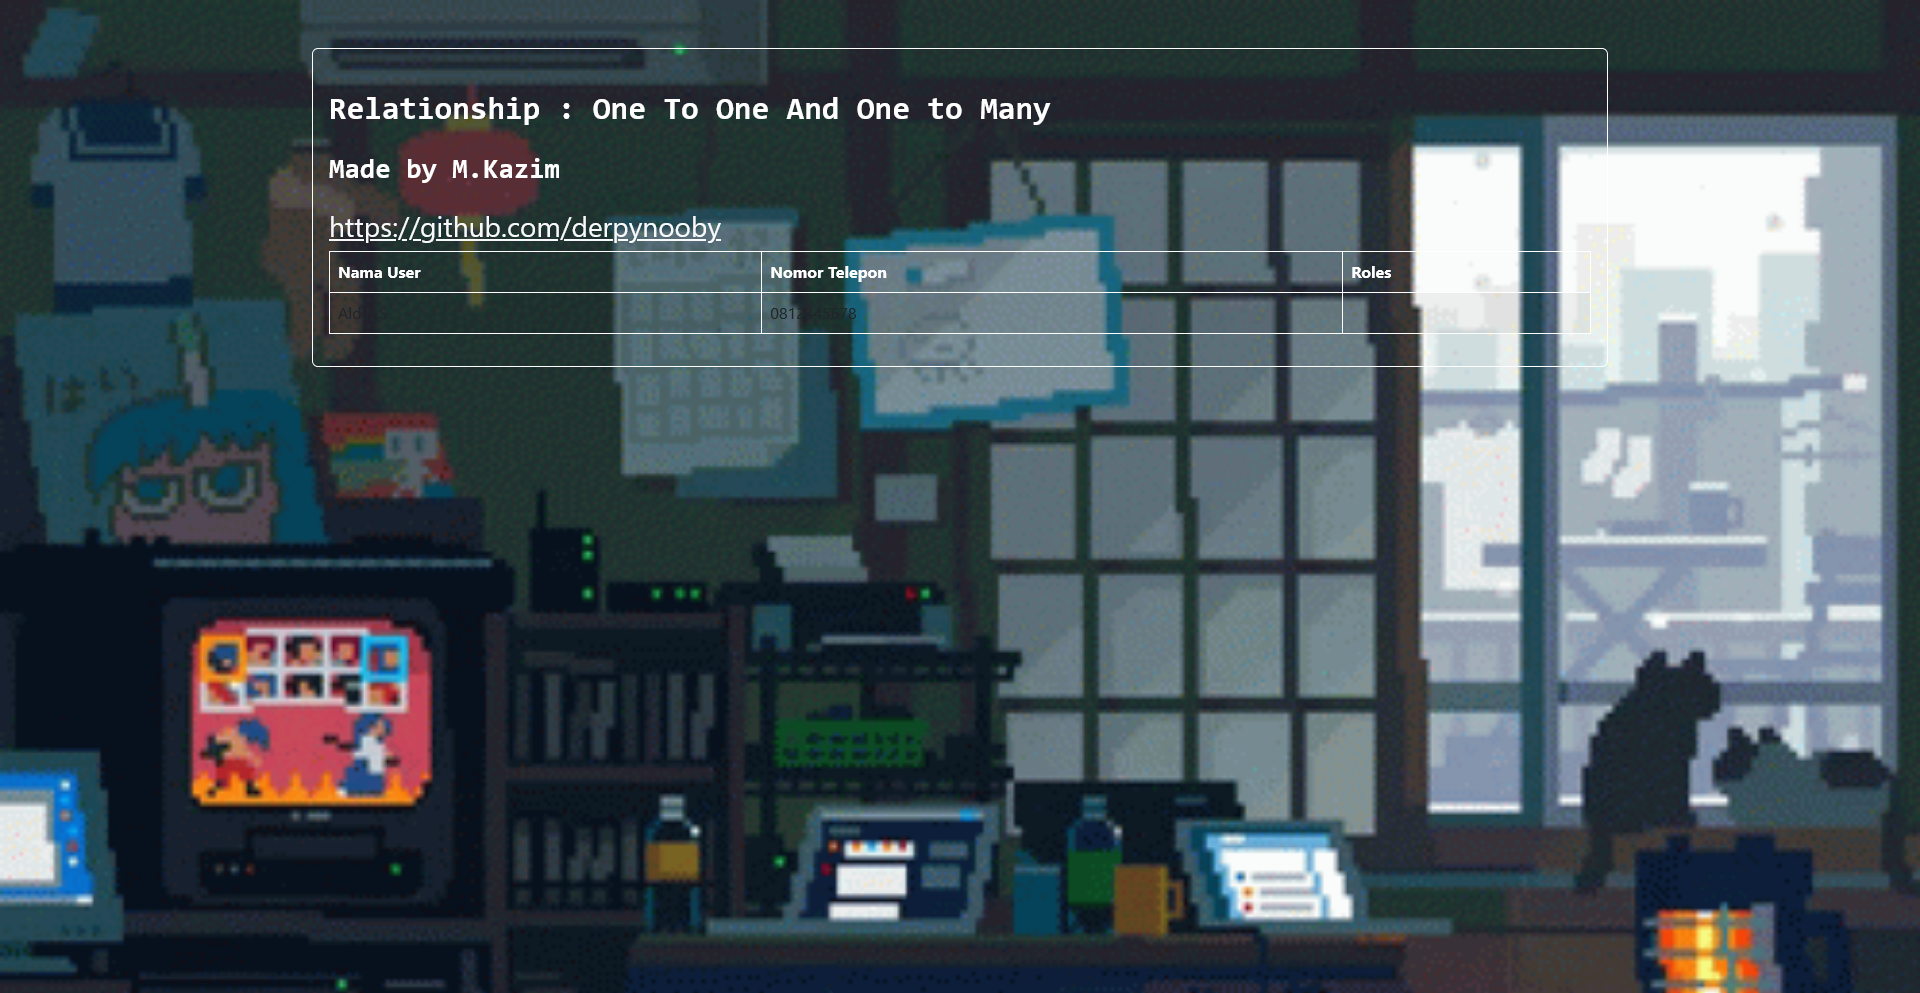 Relationship : One To One And One to Many
Made by M.Kazim
https://github.com/derpynooby
Nama User Nomor Telepon Roles